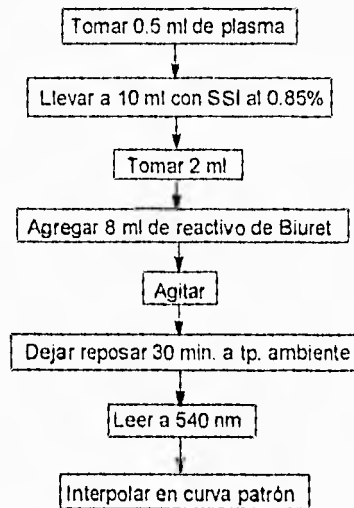 Tomar 0.5 ml de plasma
Llevar a 10 ml con SSI al 0.85%
Tomar 2 ml
Agregar 8 ml de reactivo de Biuret
Agitar
Dejar reposar 30 min. a tp. ambiente
Leer a 540 nm
Interpolar en curva patrón